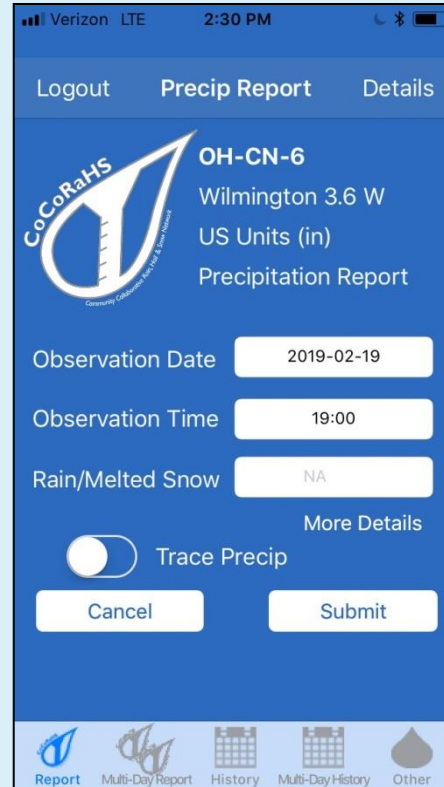 Verizon LTE 2:30 PM
Logout Precip Report Details
CoCoRaHS
Community Collaborative Rain, Hail & Snow Network
OH-CN-6
Wilmington 3.6 W
US Units (in)
Precipitation Report
Observation Date 2019-02-19
Observation Time 19:00
Rain/Melted Snow NA
More Details
Trace Precip
Cancel Submit
CoCoRaHS
Report Multi-Day Report History Multi-Day History Other